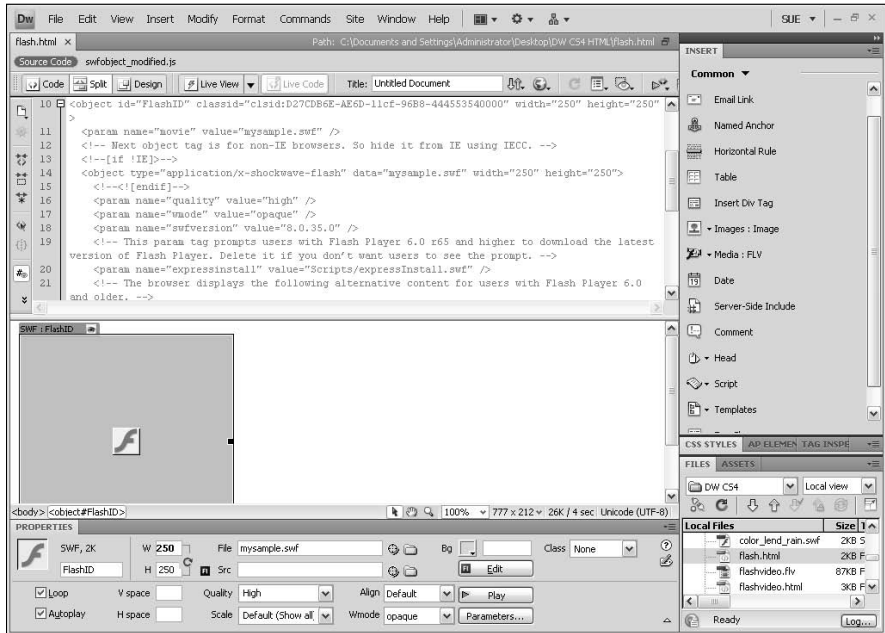 Dw File Edit View Insert Modify Format Commands Site Window Help SUE
flash.html × Path: C:\Documents and Settings\Administrator\Desktop\DW CS4 HTML\flash.html
Source Code swfobject_modified.js
Code Split Design Live View Live Code Title: Untitled Document
10 <object id="FlashID" classid="clsid:D27CDB6E-AE6D-11cf-96B8-444553540000" width="250" height="250"
>
11 <param name="movie" value="mysample.swf" />
12 <!-- Next object tag is for non-IE browsers. So hide it from IE using IECC. -->
13 <!--[if !IE]>-->
14 <object type="application/x-shockwave-flash" data="mysample.swf" width="250" height="250">
15 <!--<![endif]-->
16 <param name="quality" value="high" />
17 <param name="wmode" value="opaque" />
18 <param name="swfversion" value="8.0.35.0" />
19 <!-- This param tag prompts users with Flash Player 6.0 r65 and higher to download the latest
version of Flash Player. Delete it if you don't want users to see the prompt. -->
20 <param name="expressinstall" value="Scripts/expressInstall.swf" />
21 <!-- The browser displays the following alternative content for users with Flash Player 6.0
and older. -->
SWF : FlashID
<body> <object#FlashID> 100% 777 x 212 26K / 4 sec Unicode (UTF-8)
PROPERTIES
SWF, 2K W 250 File mysample.swf Bg Class None
FlashID H 250 Src Edit
Loop V space Quality High Align Default Play
Autoplay H space Scale Default (Show all Wmode opaque Parameters...
INSERT
Common
Email Link
Named Anchor
Horizontal Rule
Table
Insert Div Tag
Images : Image
Media : FLV
19 Date
Server-Side Include
Comment
Head
Script
Templates
CSS STYLES AP ELEMEN TAG INSPE
FILES ASSETS
DW CS4 Local view
Local Files Size
color_lend_rain.swf 2KB S
flash.html 2KB F
flashvideo.flv 87KB F
flashvideo.html 3KB F
Ready Log...